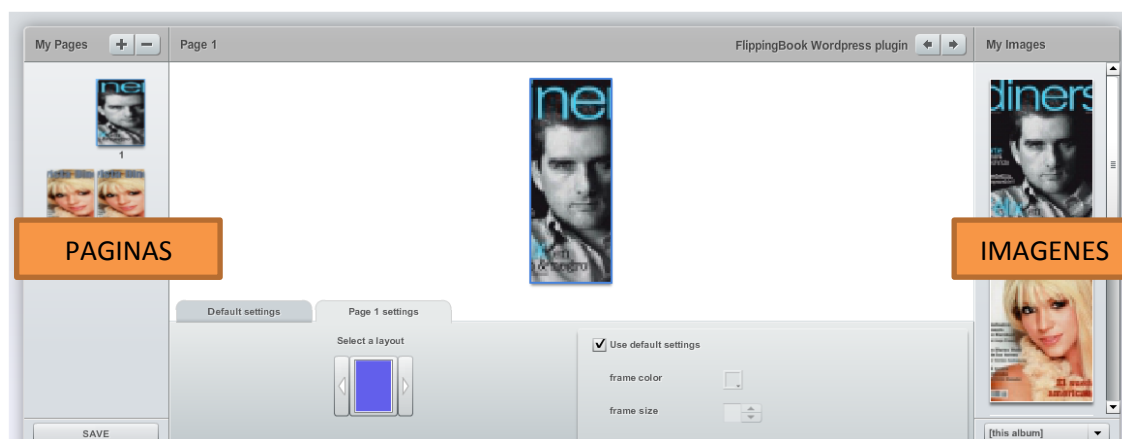 My Pages
Page 1
FlippingBook Wordpress plugin
My Images
ner
diners
1
PAGINAS
IMAGENES
Default settings
Page 1 settings
Select a layout
Use default settings
frame color
frame size
SAVE
[this album]